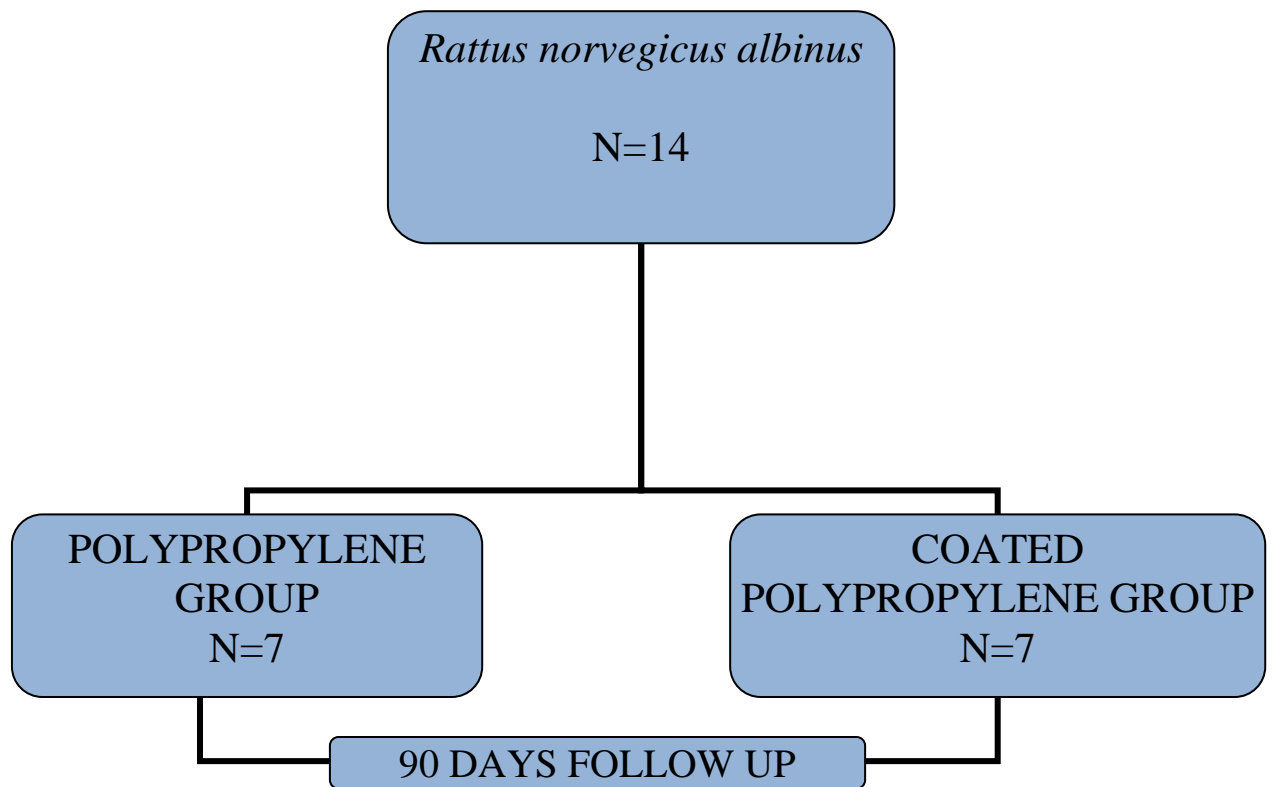 Rattus norvegicus albinus
N=14
POLYPROPYLENE
GROUP
N=7
COATED
POLYPROPYLENE GROUP
N=7
90 DAYS FOLLOW UP